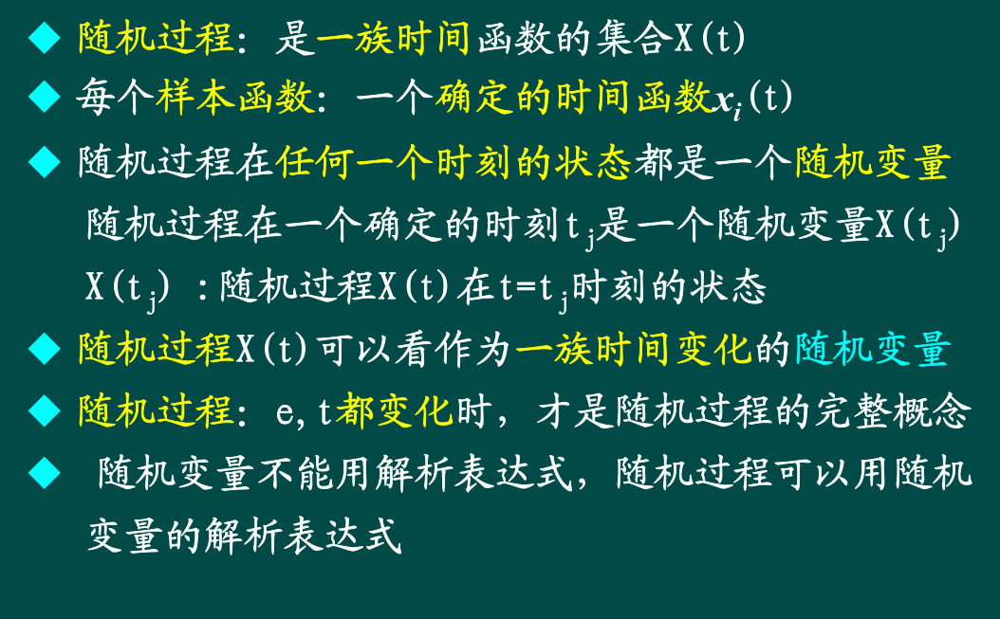 ◆ 随机过程：是一族时间函数的集合X(t)
◆ 每个样本函数：一个确定的时间函数xᵢ(t)
◆ 随机过程在任何一个时刻的状态都是一个随机变量
随机过程在一个确定的时刻tⱼ是一个随机变量X(tⱼ)
X(tⱼ) :随机过程X(t)在t=tⱼ时刻的状态
◆ 随机过程X(t)可以看作为一族时间变化的随机变量
◆ 随机过程：e,t都变化时，才是随机过程的完整概念
◆ 随机变量不能用解析表达式，随机过程可以用随机
变量的解析表达式